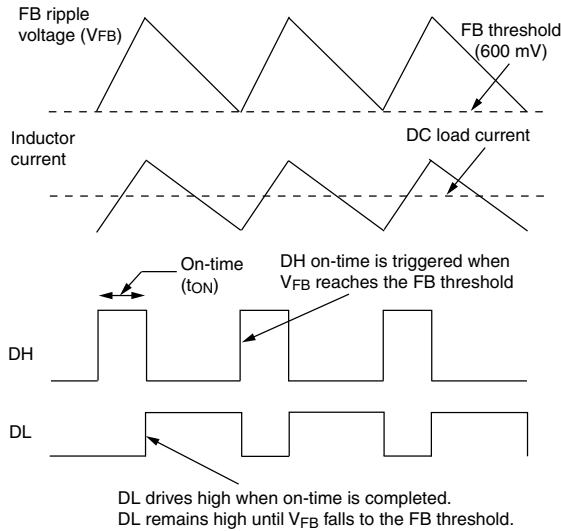 FB ripple
voltage (VFB)
FB threshold
(600 mV)
Inductor
current
DC load current
On-time
(tON)
DH on-time is triggered when
VFB reaches the FB threshold
DH
DL
DL drives high when on-time is completed.
DL remains high until VFB falls to the FB threshold.